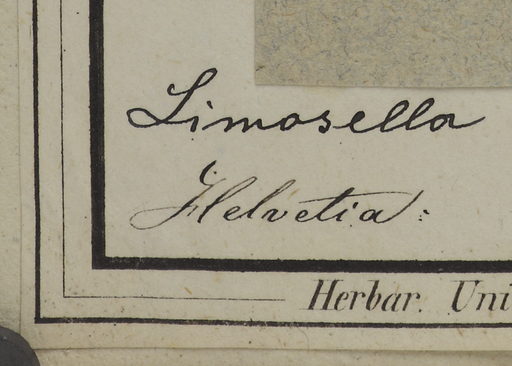 Limosella
Helvetia:
Herbar. Uni